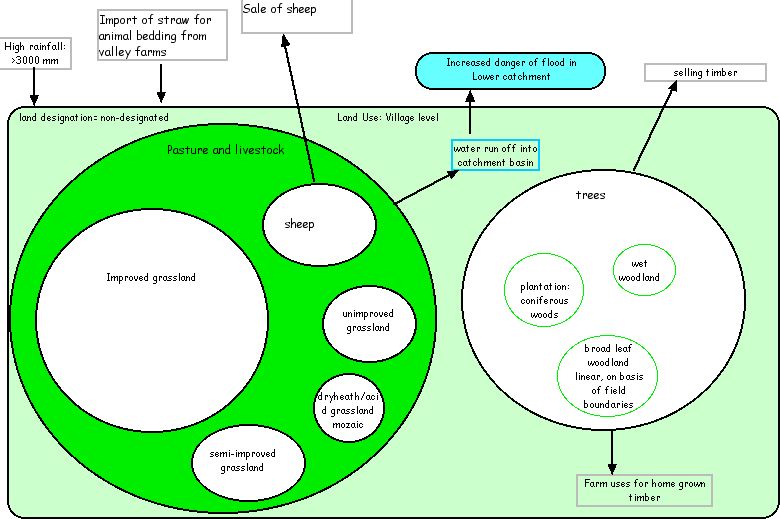 Sale of sheep
Import of straw for
animal bedding from
valley farms
High rainfall:
>3000 mm
Increased danger of flood in
Lower catchment
selling timber
land designation= non-designated
Land Use: Village level
Pasture and livestock
water run off into
catchment basin
trees
sheep
Improved grassland
wet
woodland
plantation:
coniferous
woods
unimproved
grassland
broad leaf
woodland
linear, on basis
of field
boundaries
dryheath/aci
d grassland
mozaic
semi-improved
grassland
Farm uses for home grown
timber